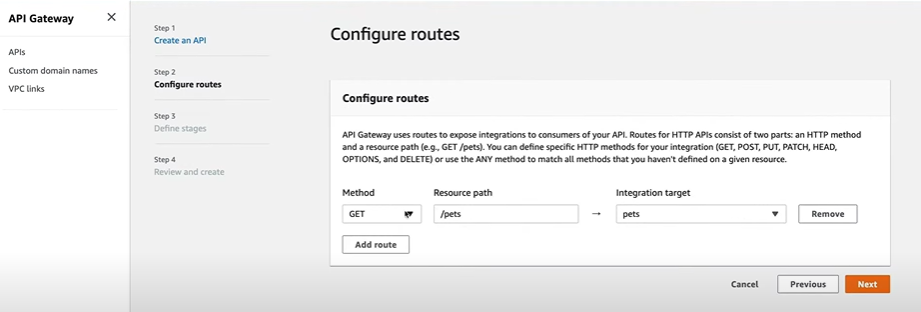 API Gateway
APIs
Custom domain names
VPC links
Step 1
Create an API
Step 2
Configure routes
Step 3
Define stages
Step 4
Review and create
Configure routes
Configure routes
API Gateway uses routes to expose integrations to consumers of your API. Routes for HTTP APIs consist of two parts: an HTTP method
and a resource path (e.g., GET /pets). You can define specific HTTP methods for your integration (GET, POST, PUT, PATCH, HEAD,
OPTIONS, and DELETE) or use the ANY method to match all methods that you haven't defined on a given resource.
Method Resource path Integration target
GET /pets → pets Remove
Add route
Cancel Previous Next